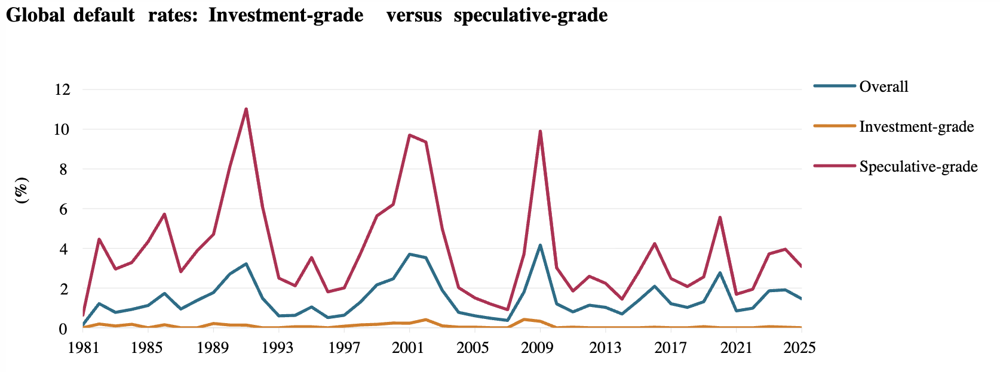 Global default rates: Investment-grade versus speculative-grade
12
10
8
6
4
2
0
(%)
1981 1985 1989 1993 1997 2001 2005 2009 2013 2017 2021 2025
Overall
Investment-grade
Speculative-grade